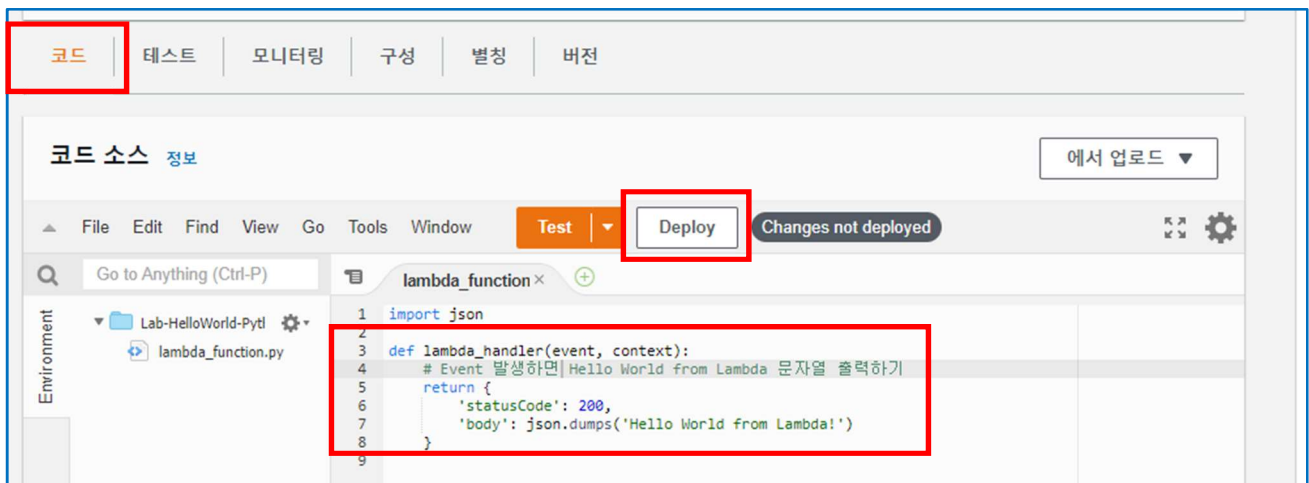 코드 테스트 모니터링 구성 별칭 버전
코드 소스 정보
에서 업로드 ▼
File Edit Find View Go Tools Window Test Deploy Changes not deployed
Go to Anything (Ctrl-P)
lambda_function ×
Environment
Lab-HelloWorld-Pytl
lambda_function.py
1 import json
2
3 def lambda_handler(event, context):
4 # Event 발생하면 Hello World from Lambda 문자열 출력하기
5 return {
6 'statusCode': 200,
7 'body': json.dumps('Hello World from Lambda!')
8 }
9